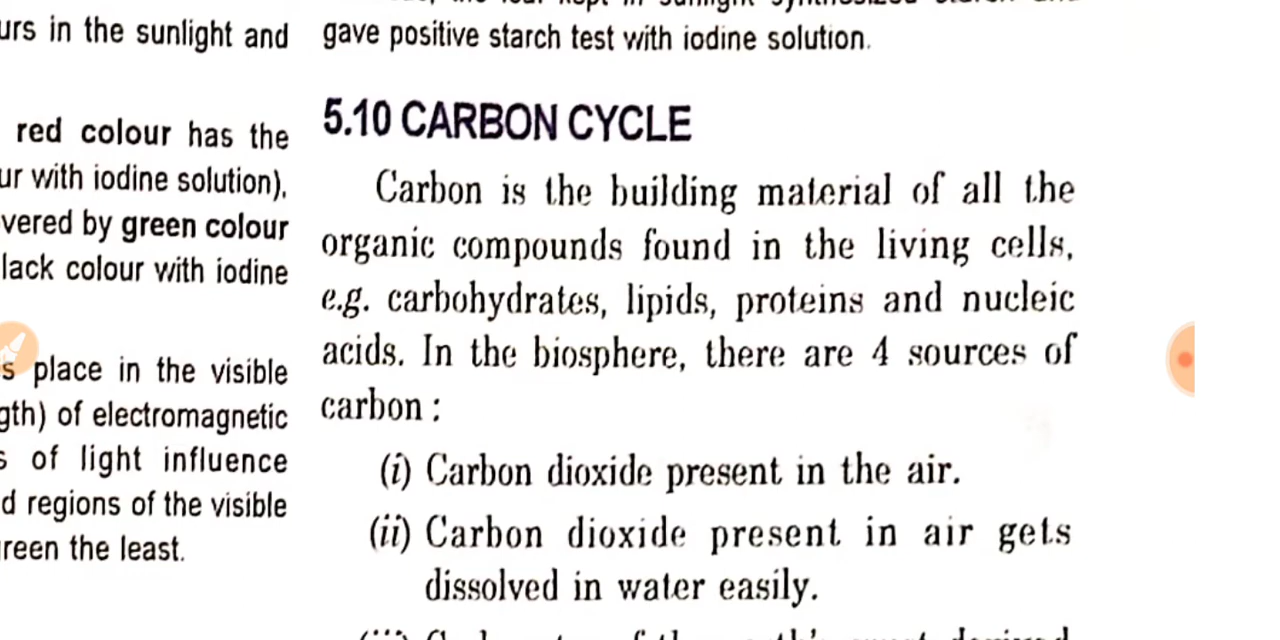 urs in the sunlight and
red colour has the
ur with iodine solution).
vered by green colour
lack colour with iodine
s place in the visible
gth) of electromagnetic
s of light influence
d regions of the visible
reen the least.
gave positive starch test with iodine solution.
5.10 CARBON CYCLE
Carbon is the building material of all the
organic compounds found in the living cells,
e.g. carbohydrates, lipids, proteins and nucleic
acids. In the biosphere, there are 4 sources of
carbon :
(i) Carbon dioxide present in the air.
(ii) Carbon dioxide present in air gets
dissolved in water easily.